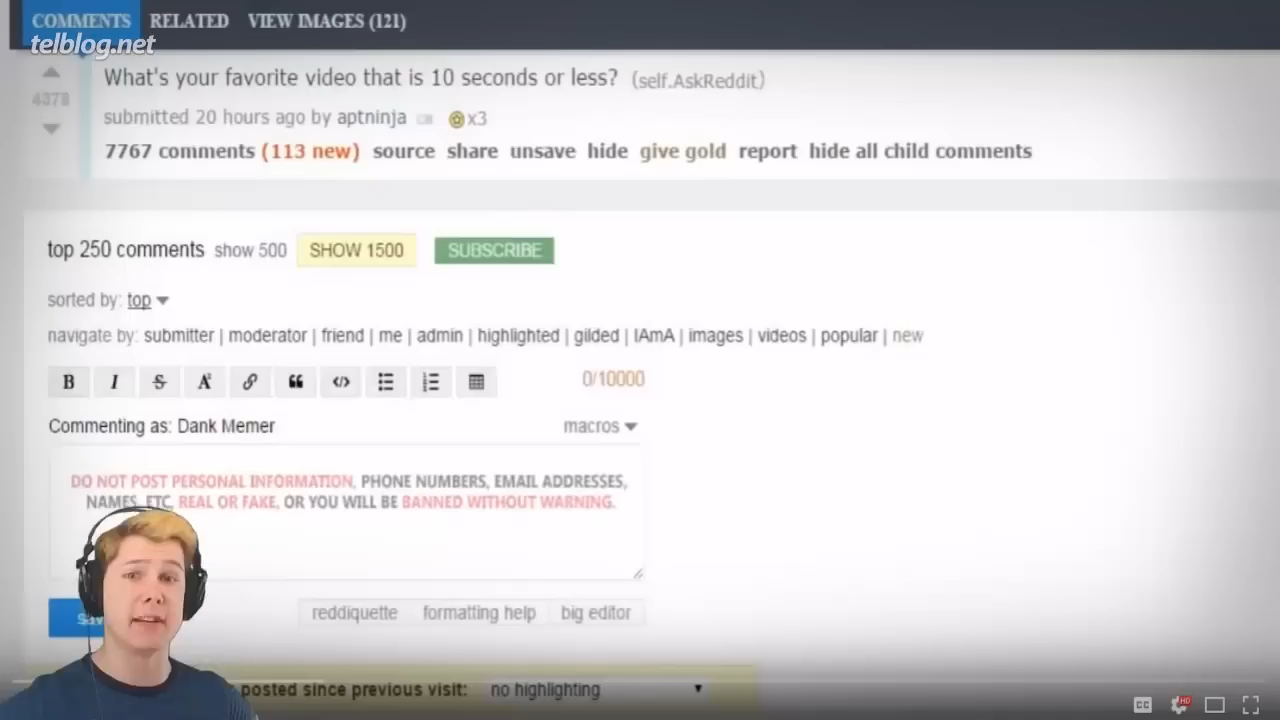 COMMENTS RELATED VIEW IMAGES (121)
telblog.net
What's your favorite video that is 10 seconds or less? (self.AskReddit)
4378
submitted 20 hours ago by aptninja x3
7767 comments (113 new) source share unsave hide give gold report hide all child comments
top 250 comments show 500 SHOW 1500 SUBSCRIBE
sorted by: top
navigate by: submitter | moderator | friend | me | admin | highlighted | gilded | IAmA | images | videos | popular | new
B I S A 0/10000
Commenting as: Dank Memer macros
DO NOT POST PERSONAL INFORMATION, PHONE NUMBERS, EMAIL ADDRESSES,
NAMES, ETC, REAL OR FAKE, OR YOU WILL BE BANNED WITHOUT WARNING.
reddiquette formatting help big editor
posted since previous visit: no highlighting
CC HD